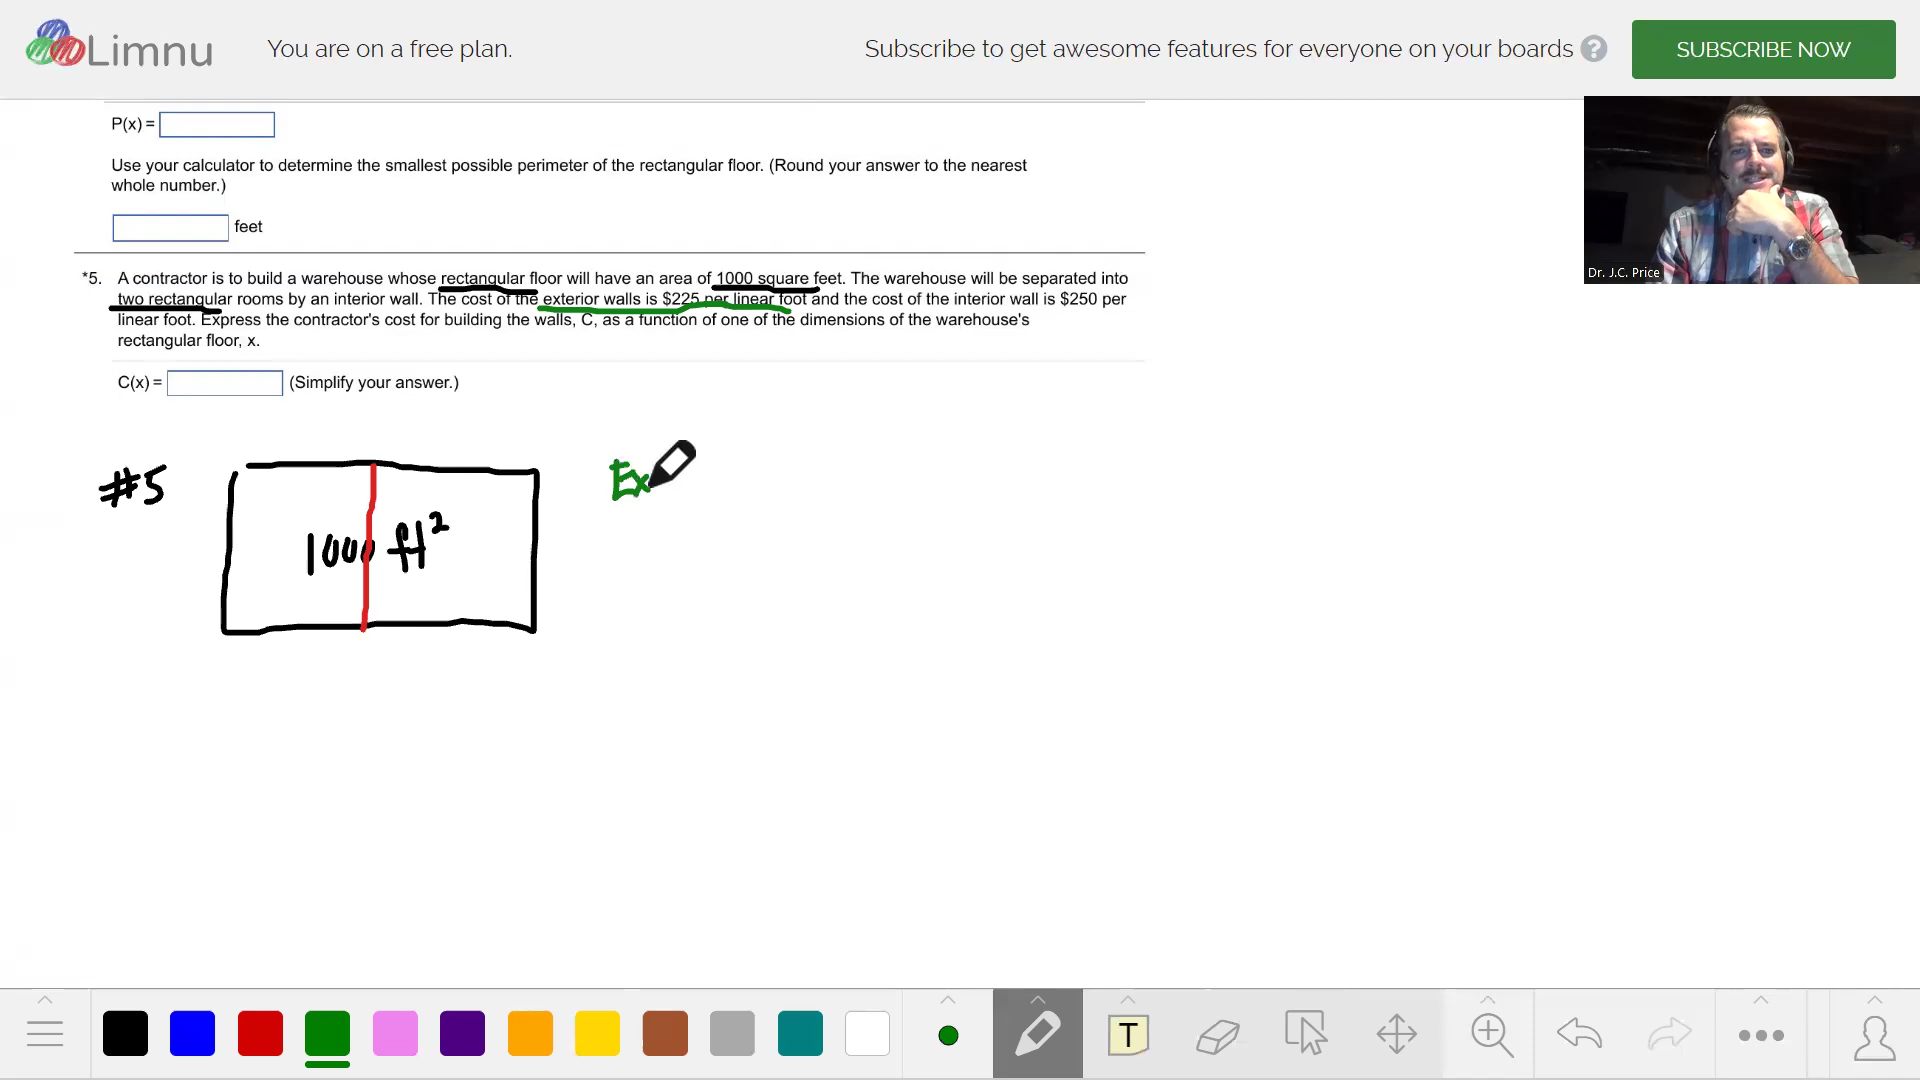 Limnu
You are on a free plan.
Subscribe to get awesome features for everyone on your boards ?
SUBSCRIBE NOW
P(x) =
Use your calculator to determine the smallest possible perimeter of the rectangular floor. (Round your answer to the nearest
whole number.)
feet
*5. A contractor is to build a warehouse whose rectangular floor will have an area of 1000 square feet. The warehouse will be separated into
two rectangular rooms by an interior wall. The cost of the exterior walls is $225 per linear foot and the cost of the interior wall is $250 per
linear foot. Express the contractor's cost for building the walls, C, as a function of one of the dimensions of the warehouse's
rectangular floor, x.
C(x) = (Simplify your answer.)
#5
1000 ft²
Ex
Dr. J.C. Price
T